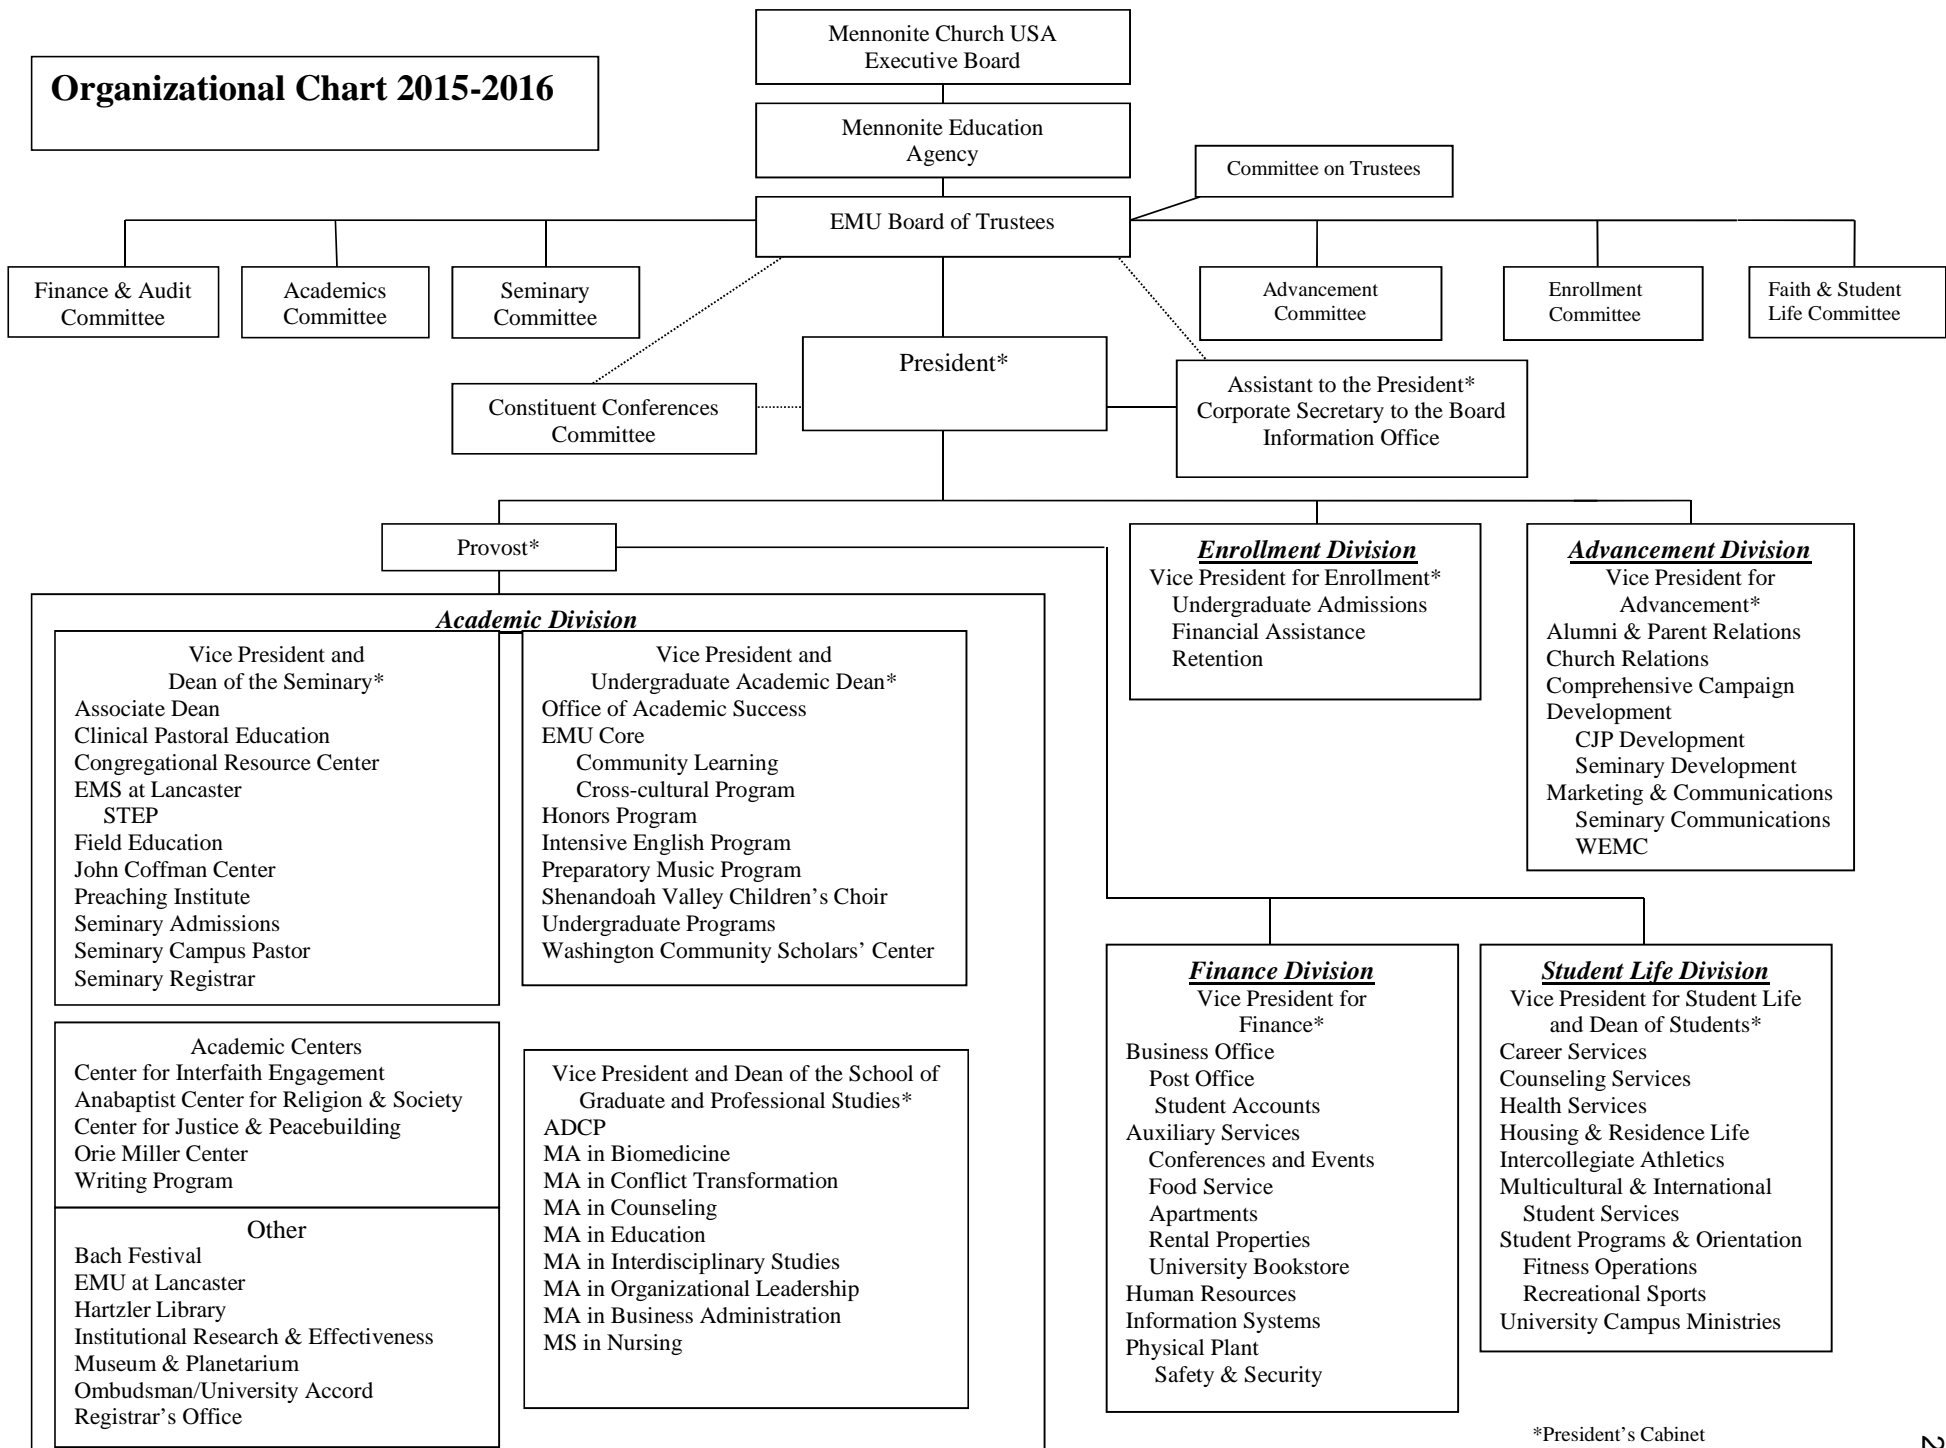 Organizational Chart 2015-2016
Mennonite Church USA
Executive Board
Mennonite Education
Agency
Committee on Trustees
EMU Board of Trustees
Finance & Audit
Committee
Academics
Committee
Seminary
Committee
Advancement
Committee
Enrollment
Committee
Faith & Student
Life Committee
President*
Constituent Conferences
Committee
Assistant to the President*
Corporate Secretary to the Board
Information Office
Provost*
Academic Division
Vice President and
Dean of the Seminary*
Associate Dean
Clinical Pastoral Education
Congregational Resource Center
EMS at Lancaster
STEP
Field Education
John Coffman Center
Preaching Institute
Seminary Admissions
Seminary Campus Pastor
Seminary Registrar
Vice President and
Undergraduate Academic Dean*
Office of Academic Success
EMU Core
Community Learning
Cross-cultural Program
Honors Program
Intensive English Program
Preparatory Music Program
Shenandoah Valley Children’s Choir
Undergraduate Programs
Washington Community Scholars’ Center
Academic Centers
Center for Interfaith Engagement
Anabaptist Center for Religion & Society
Center for Justice & Peacebuilding
Orie Miller Center
Writing Program
Other
Bach Festival
EMU at Lancaster
Hartzler Library
Institutional Research & Effectiveness
Museum & Planetarium
Ombudsman/University Accord
Registrar’s Office
Vice President and Dean of the School of
Graduate and Professional Studies*
ADCP
MA in Biomedicine
MA in Conflict Transformation
MA in Counseling
MA in Education
MA in Interdisciplinary Studies
MA in Organizational Leadership
MA in Business Administration
MS in Nursing
Enrollment Division
Vice President for Enrollment*
Undergraduate Admissions
Financial Assistance
Retention
Advancement Division
Vice President for
Advancement*
Alumni & Parent Relations
Church Relations
Comprehensive Campaign
Development
CJP Development
Seminary Development
Marketing & Communications
Seminary Communications
WEMC
Finance Division
Vice President for
Finance*
Business Office
Post Office
Student Accounts
Auxiliary Services
Conferences and Events
Food Service
Apartments
Rental Properties
University Bookstore
Human Resources
Information Systems
Physical Plant
Safety & Security
Student Life Division
Vice President for Student Life
and Dean of Students*
Career Services
Counseling Services
Health Services
Housing & Residence Life
Intercollegiate Athletics
Multicultural & International
Student Services
Student Programs & Orientation
Fitness Operations
Recreational Sports
University Campus Ministries
*President’s Cabinet
2